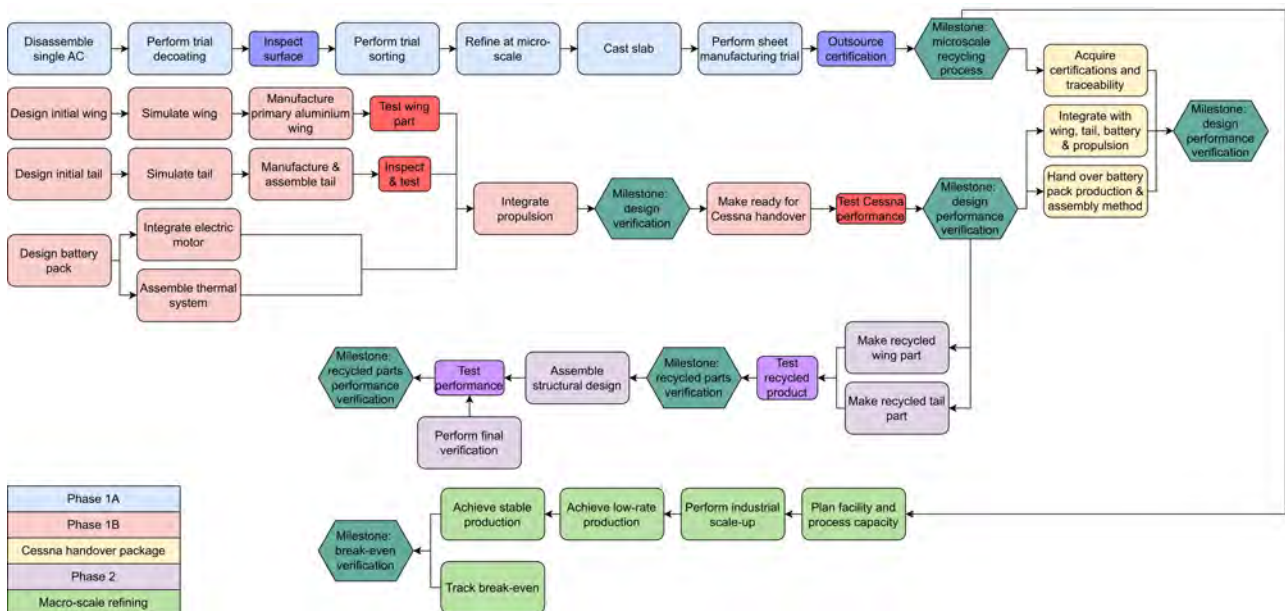 Disassemble
single AC
Perform trial
decoating
Inspect
surface
Perform trial
sorting
Refine at micro-
scale
Cast slab
Perform sheet
manufacturing trial
Outsource
certification
Milestone:
microscale
recycling
process
Acquire
certifications and
traceability
Design initial wing
Simulate wing
Manufacture
primary aluminium
wing
Test wing
part
Integrate with
wing, tail, battery
& propulsion
Milestone:
design
performance
verification
Design initial tail
Simulate tail
Manufacture &
assemble tail
Inspect
& test
Integrate
propulsion
Milestone:
design
verification
Make ready for
Cessna handover
Test Cessna
performance
Milestone:
design
performance
verification
Hand over battery
pack production &
assembly method
Design battery
pack
Integrate electric
motor
Assemble thermal
system
Milestone:
recycled parts
performance
verification
Test
performance
Assemble
structural design
Milestone:
recycled parts
verification
Test
recycled
product
Make recycled
wing part
Make recycled tail
part
Perform final
verification
Phase 1A
Phase 1B
Cessna handover package
Phase 2
Macro-scale refining
Milestone:
break-even
verification
Achieve stable
production
Achieve low-rate
production
Perform industrial
scale-up
Plan facility and
process capacity
Track break-even